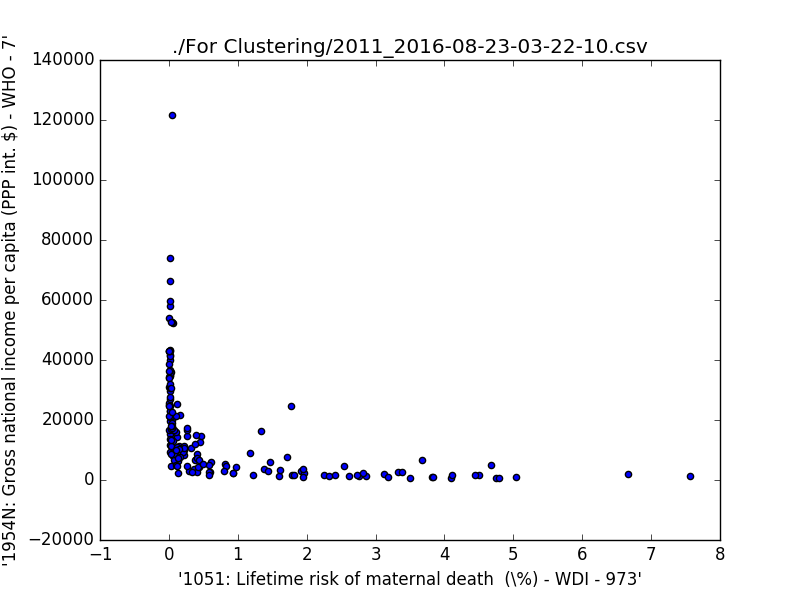 ./For Clustering/2011_2016-08-23-03-22-10.csv
'1954N: Gross national income per capita (PPP int. $) - WHO - 7'
140000
120000
100000
80000
60000
40000
20000
0
−20000
−1 0 1 2 3 4 5 6 7 8
'1051: Lifetime risk of maternal death (\%) - WDI - 973'